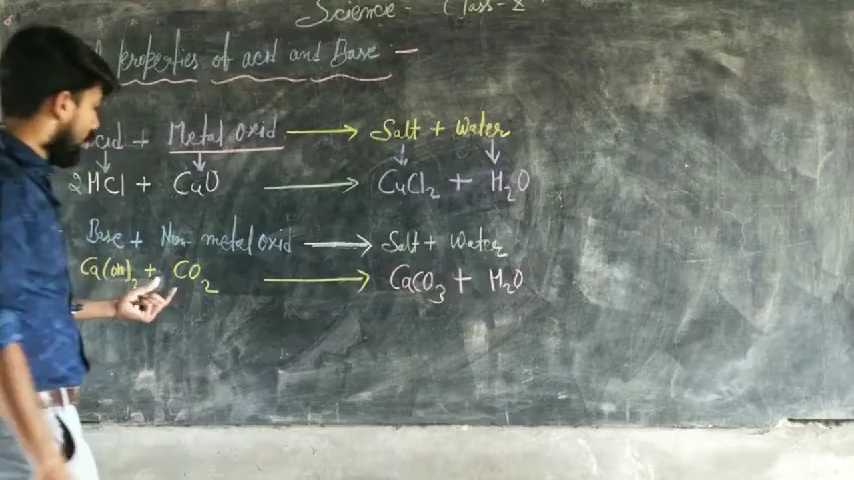 Science - Class - X
properties of acid and Base -
acid + Metal oxid → Salt + Water
2HCl + CuO → CuCl₂ + H₂O
Base + Non-metal oxid → Salt + Water
Ca(oh)₂ + CO₂ → CaCO₃ + H₂O